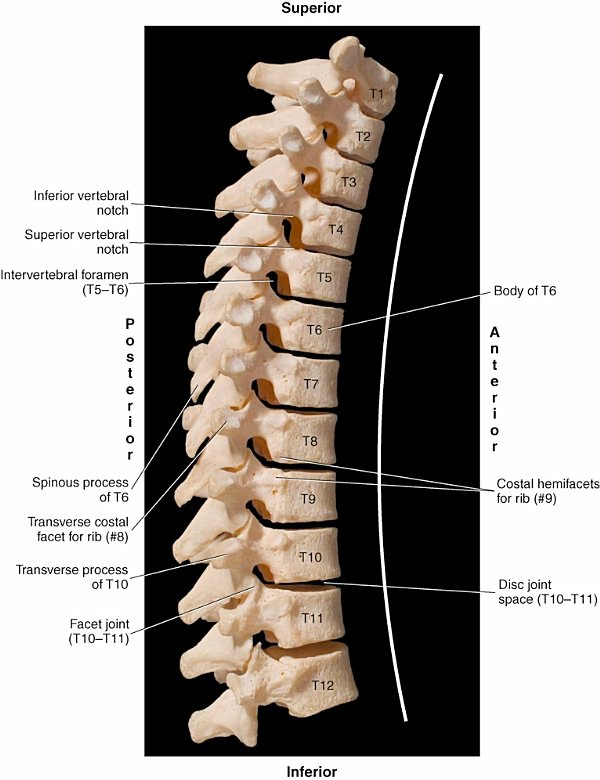 Superior
T1
T2
T3
T4
T5
T6
T7
T8
T9
T10
T11
T12
Inferior vertebral
notch
Superior vertebral
notch
Intervertebral foramen
(T5–T6)
Posterior
Spinous process
of T6
Transverse costal
facet for rib (#8)
Transverse process
of T10
Facet joint
(T10–T11)
Body of T6
Anterior
Costal hemifacets
for rib (#9)
Disc joint
space (T10–T11)
Inferior